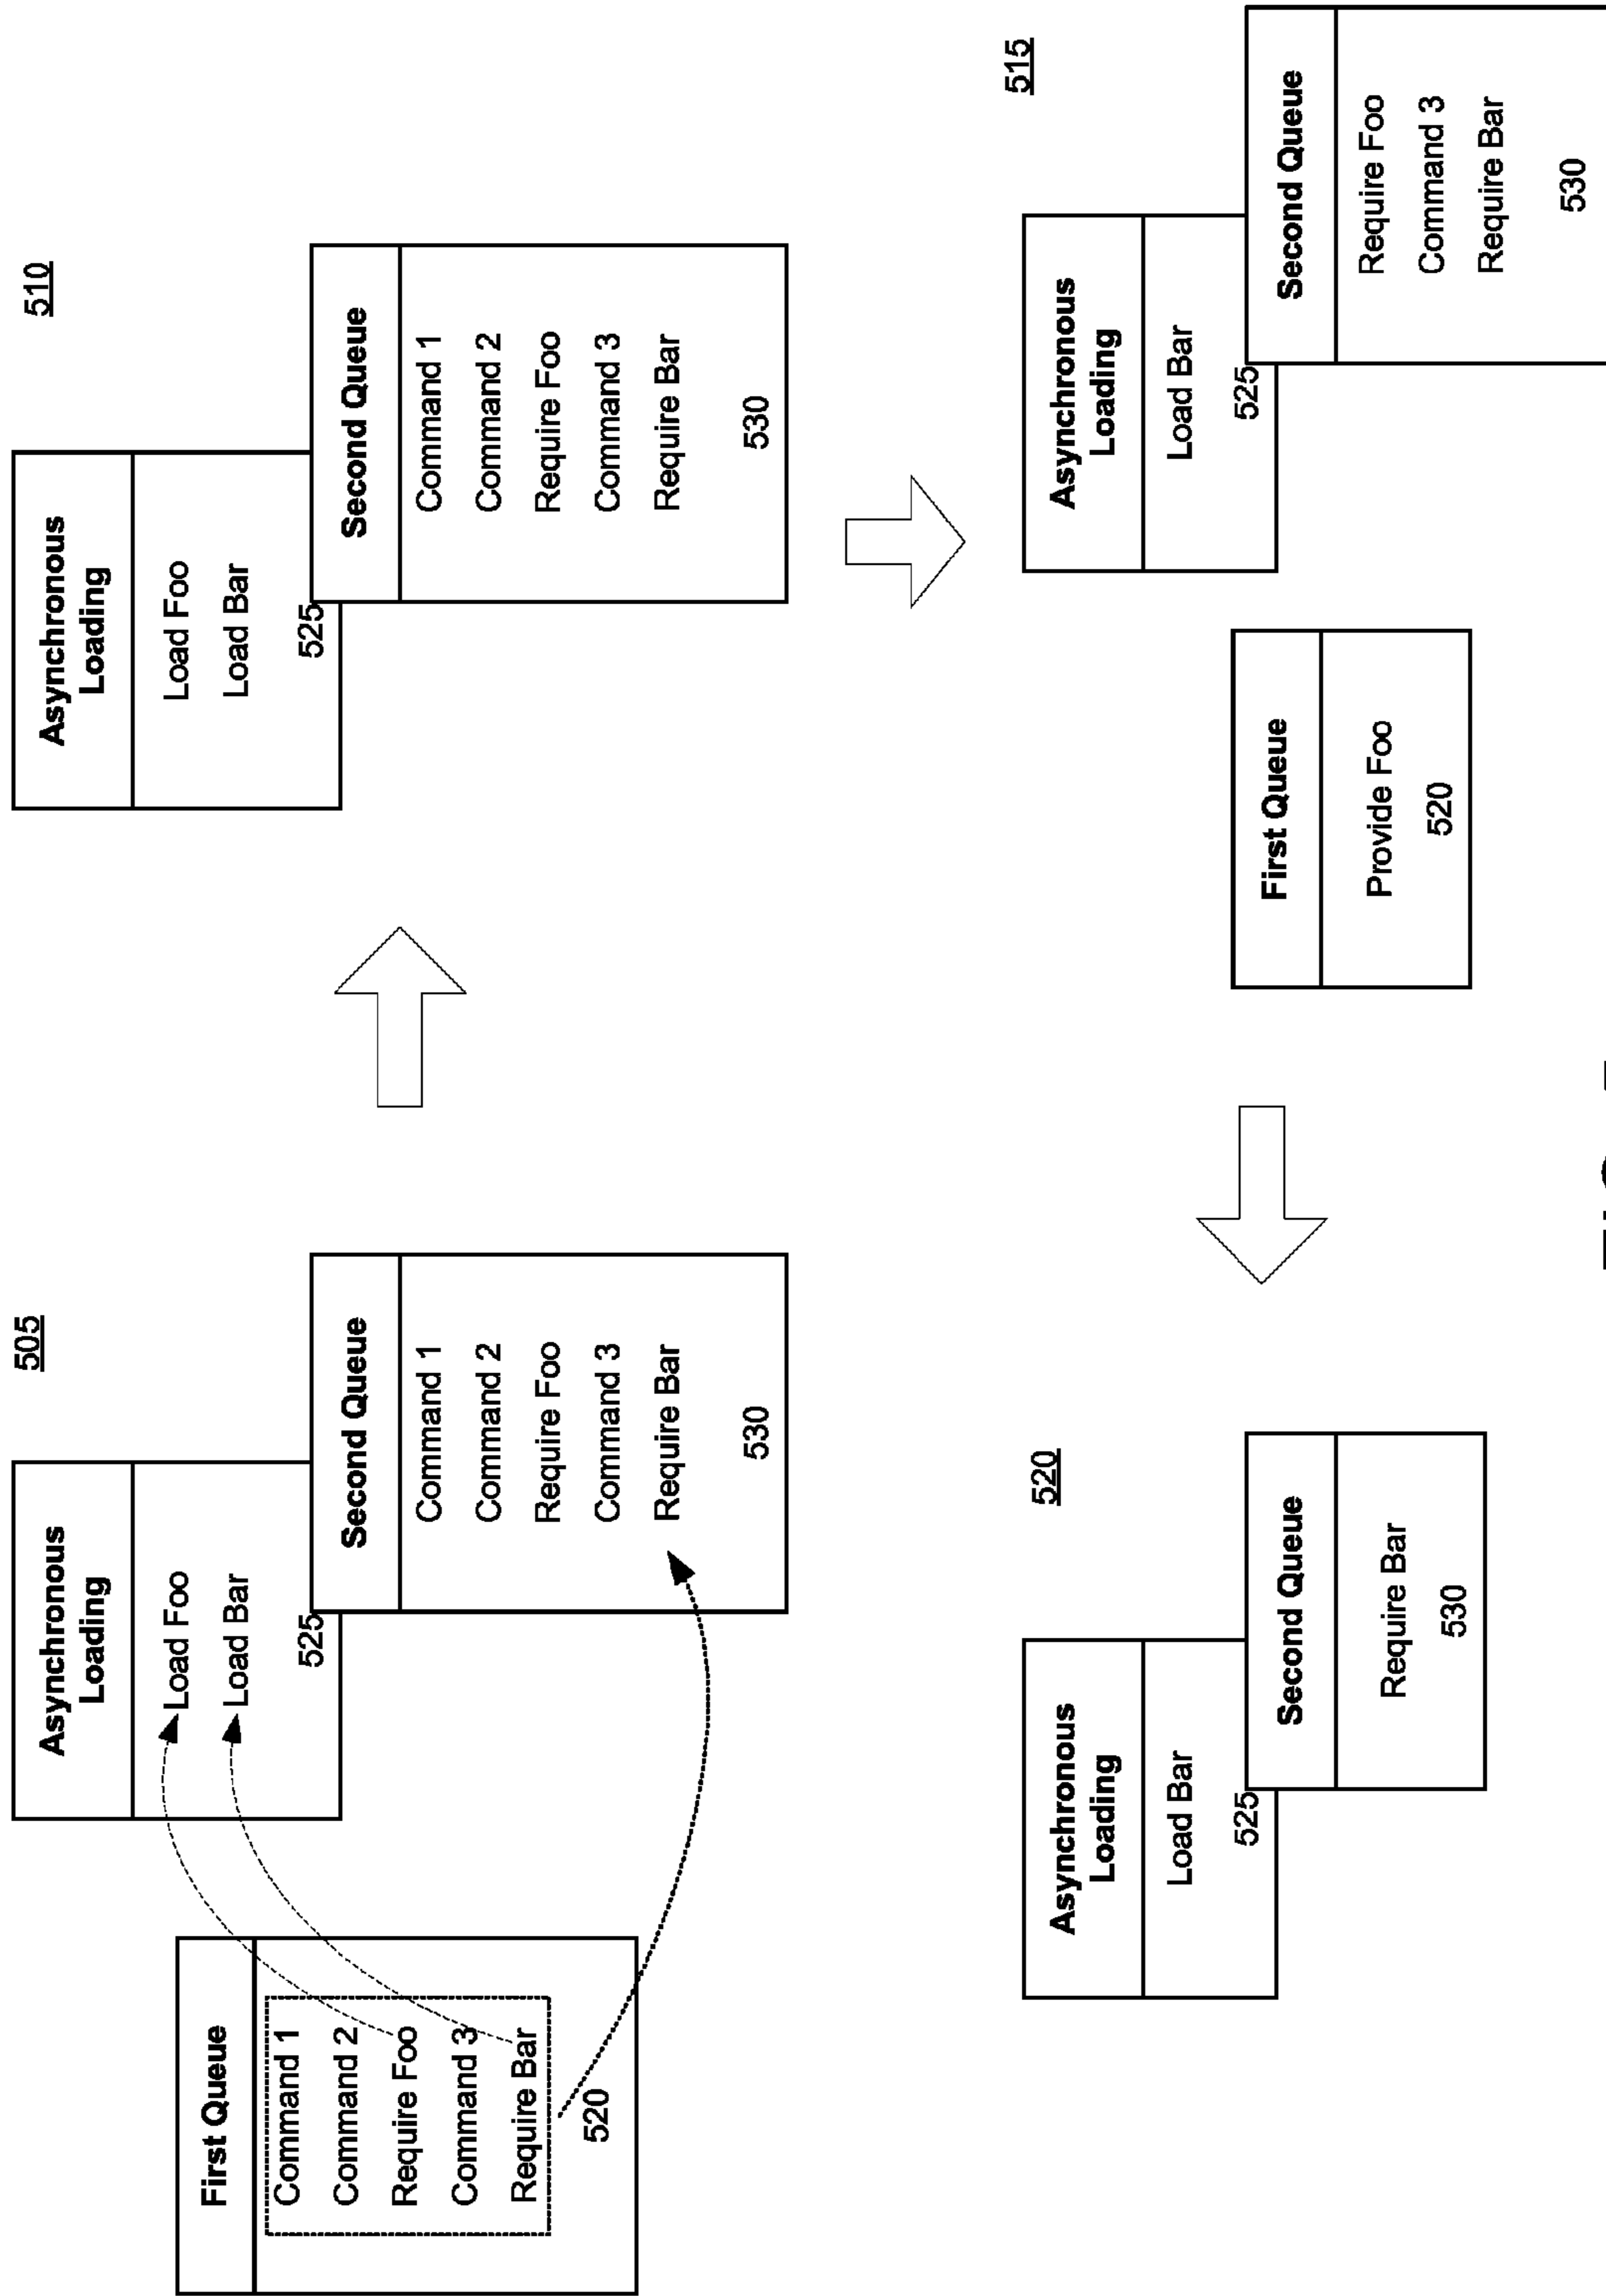 505
First Queue
Command 1
Command 2
Require Foo
Command 3
Require Bar
520
Asynchronous
Loading
Load Foo
Load Bar
525
Second Queue
Command 1
Command 2
Require Foo
Command 3
Require Bar
530
510
Asynchronous
Loading
Load Foo
Load Bar
525
Second Queue
Command 1
Command 2
Require Foo
Command 3
Require Bar
530
520
Asynchronous
Loading
Load Bar
525
Second Queue
Require Bar
530
515
First Queue
Provide Foo
520
Asynchronous
Loading
Load Bar
525
Second Queue
Require Foo
Command 3
Require Bar
530